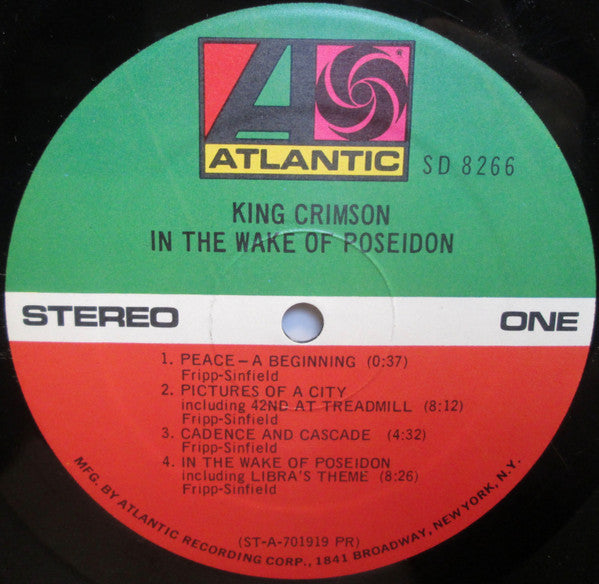 ATLANTIC
®
SD 8266
KING CRIMSON
IN THE WAKE OF POSEIDON
STEREO
ONE
1. PEACE – A BEGINNING (0:37)
Fripp-Sinfield
2. PICTURES OF A CITY
including 42ND AT TREADMILL (8:12)
Fripp-Sinfield
3. CADENCE AND CASCADE (4:32)
Fripp-Sinfield
4. IN THE WAKE OF POSEIDON
including LIBRA'S THEME (8:26)
Fripp-Sinfield
(ST-A-701919 PR)
MFG. BY ATLANTIC RECORDING CORP., 1841 BROADWAY, NEW YORK, N.Y.